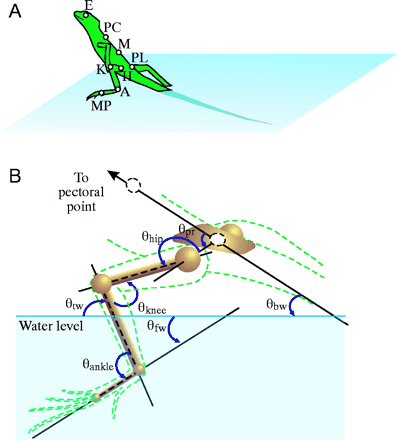 A
E
PC
M
K
PL
H
A
MP
B
To
pectoral
point
θpr
θhip
θtw
θknee
θbw
Water level
θfw
θankle